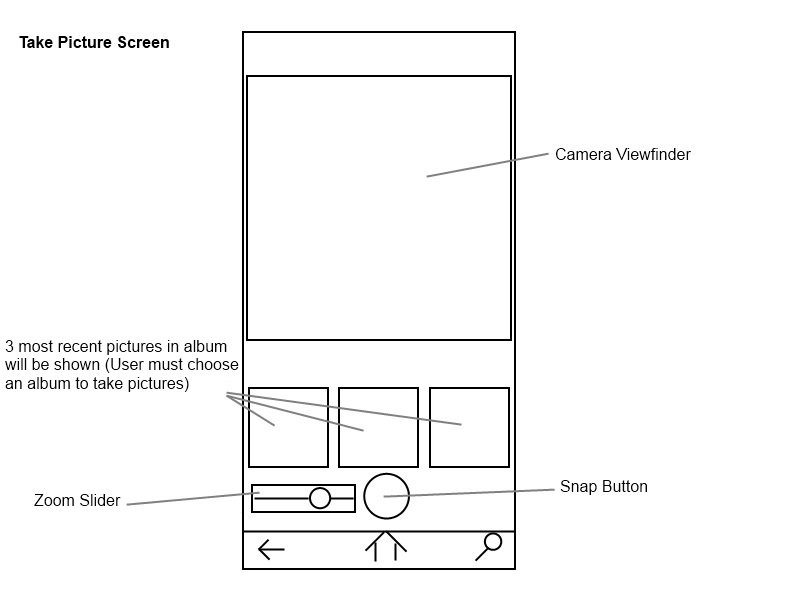 Take Picture Screen
Camera Viewfinder
3 most recent pictures in album
will be shown (User must choose
an album to take pictures)
Zoom Slider
Snap Button